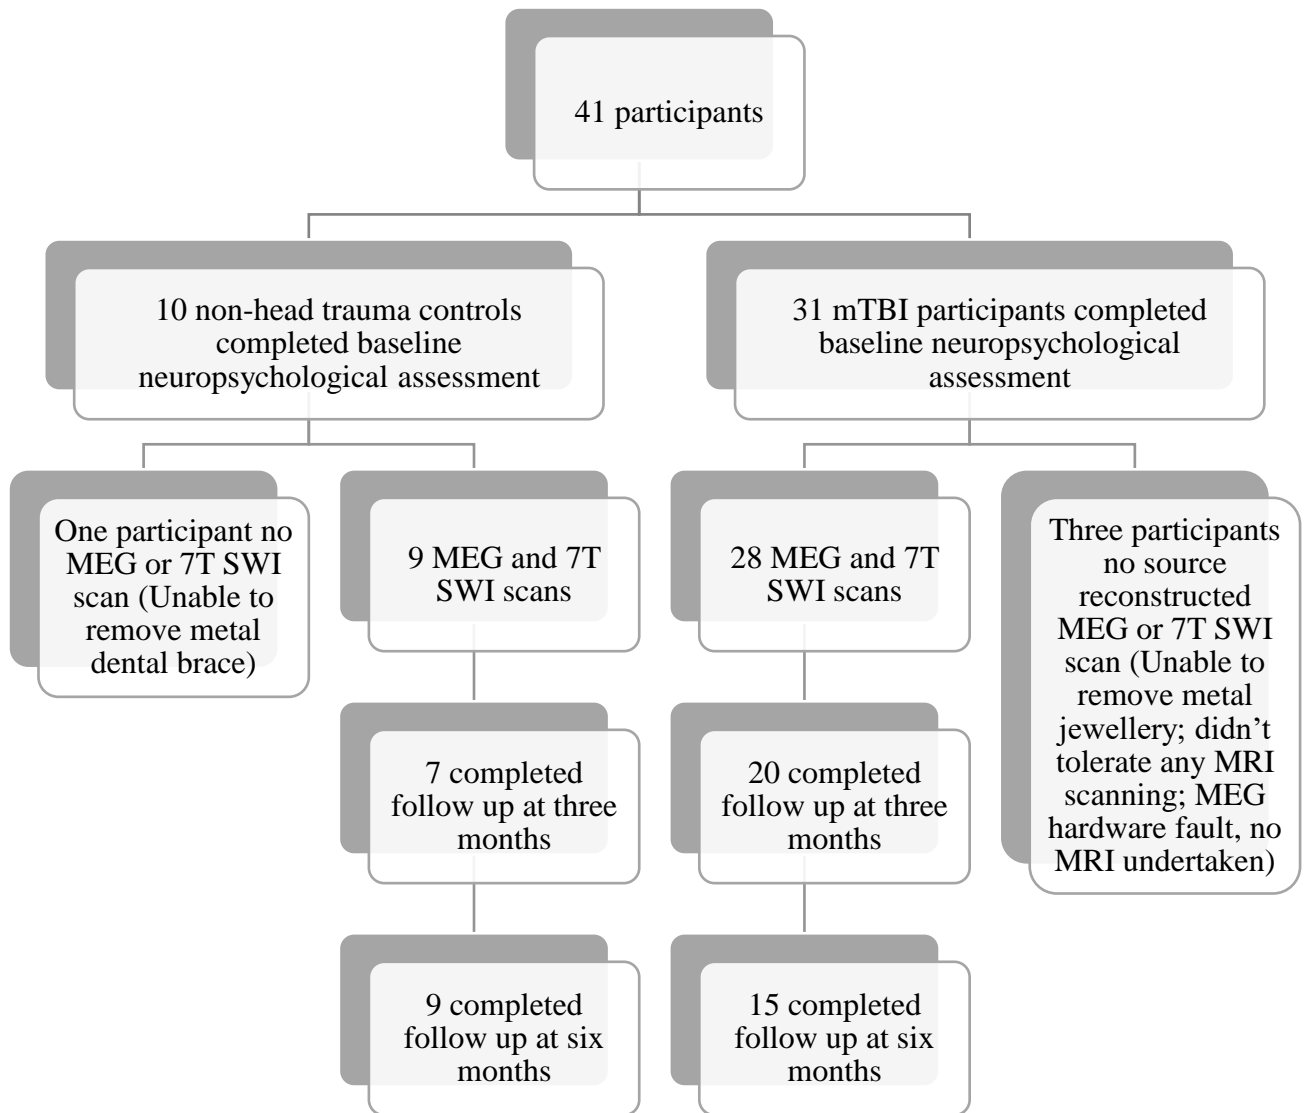 41 participants
10 non-head trauma controls
completed baseline
neuropsychological assessment
31 mTBI participants completed
baseline neuropsychological
assessment
One participant no
MEG or 7T SWI
scan (Unable to
remove metal
dental brace)
9 MEG and 7T
SWI scans
28 MEG and 7T
SWI scans
Three participants
no source
reconstructed
MEG or 7T SWI
scan (Unable to
remove metal
jewellery; didn’t
tolerate any MRI
scanning; MEG
hardware fault, no
MRI undertaken)
7 completed
follow up at three
months
20 completed
follow up at three
months
9 completed
follow up at six
months
15 completed
follow up at six
months